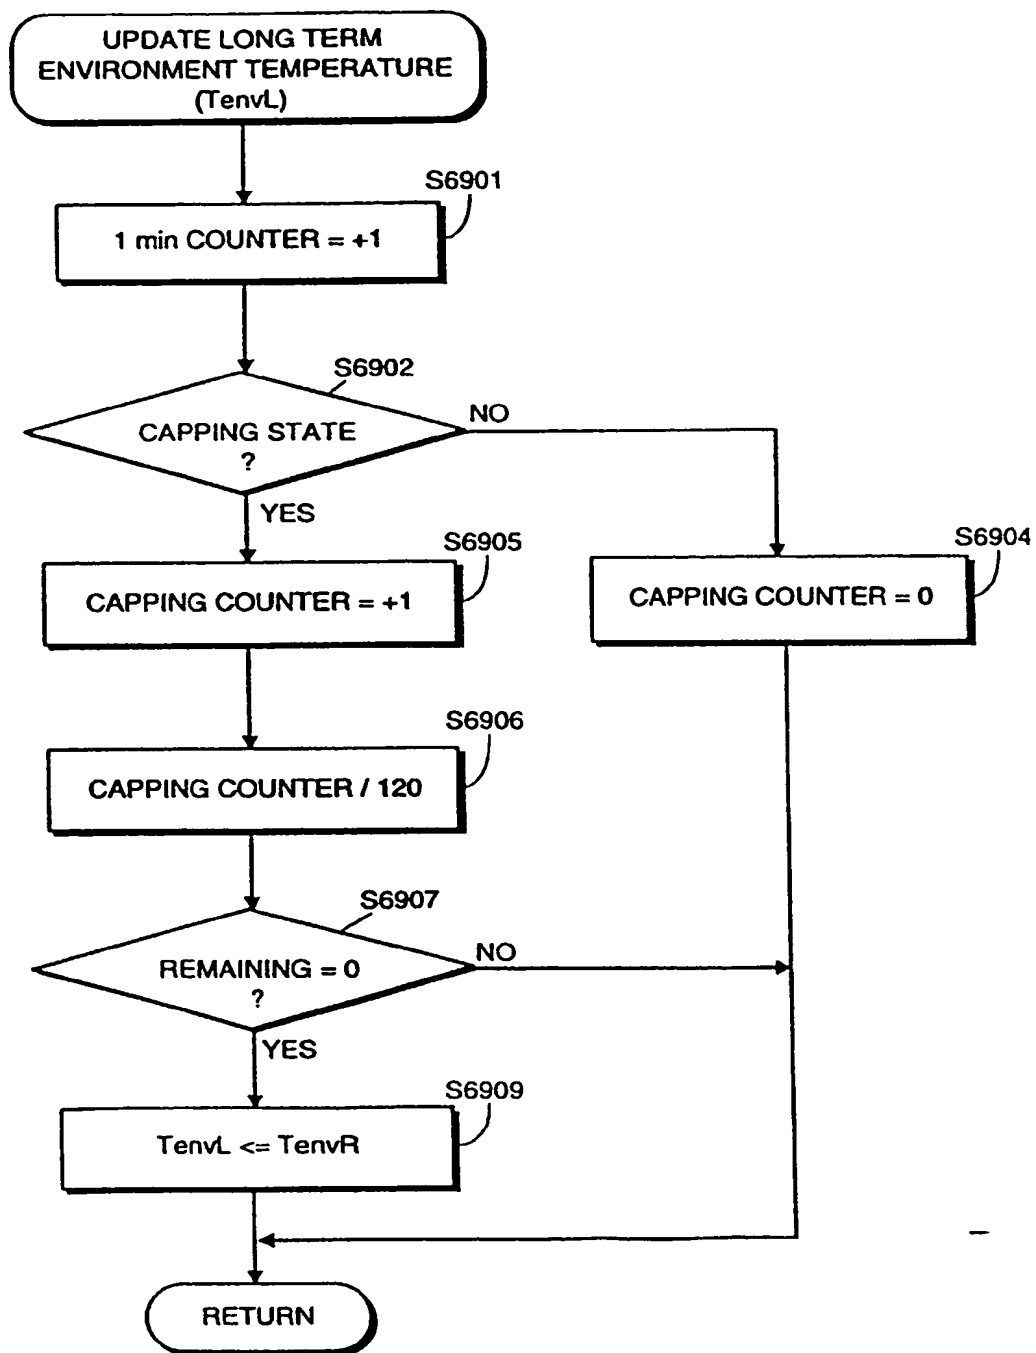 UPDATE LONG TERM
ENVIRONMENT TEMPERATURE
(TenvL)
S6901
1 min COUNTER = +1
S6902
CAPPING STATE
?
NO
YES
S6905
CAPPING COUNTER = +1
S6904
CAPPING COUNTER = 0
S6906
CAPPING COUNTER / 120
S6907
REMAINING = 0
?
NO
YES
S6909
TenvL <= TenvR
RETURN